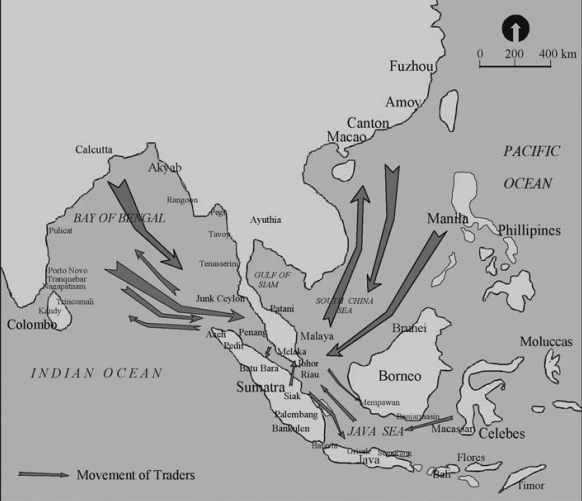 Fuzhou
0 200 400 km
Amoy
Canton
Macao
Calcutta
Akyab
PACIFIC
OCEAN
Rangoon
Pegu
BAY OF BENGAL
Manila
Ayuthia
Pulicat
Tavoy
Phillipines
Tenasserim
Porto Novo
Tranquebar
Nagapatnam
GULF OF
SIAM
Trincomali
Junk Ceylon
SOUTH CHINA
SEA
Kandy
Patani
Colombo
Brunei
Penang
Malaya
Aceh
Pedir
Moluccas
Melaka
Johor
INDIAN OCEAN
Batu Bara
Riau
Borneo
Sumatra
Siak
Mempawan
Palembang
Banjarmasin
Bankulen
JAVA SEA
Macassar
Celebes
Batavia
Java
Flores
Bali
Timor
Movement of Traders